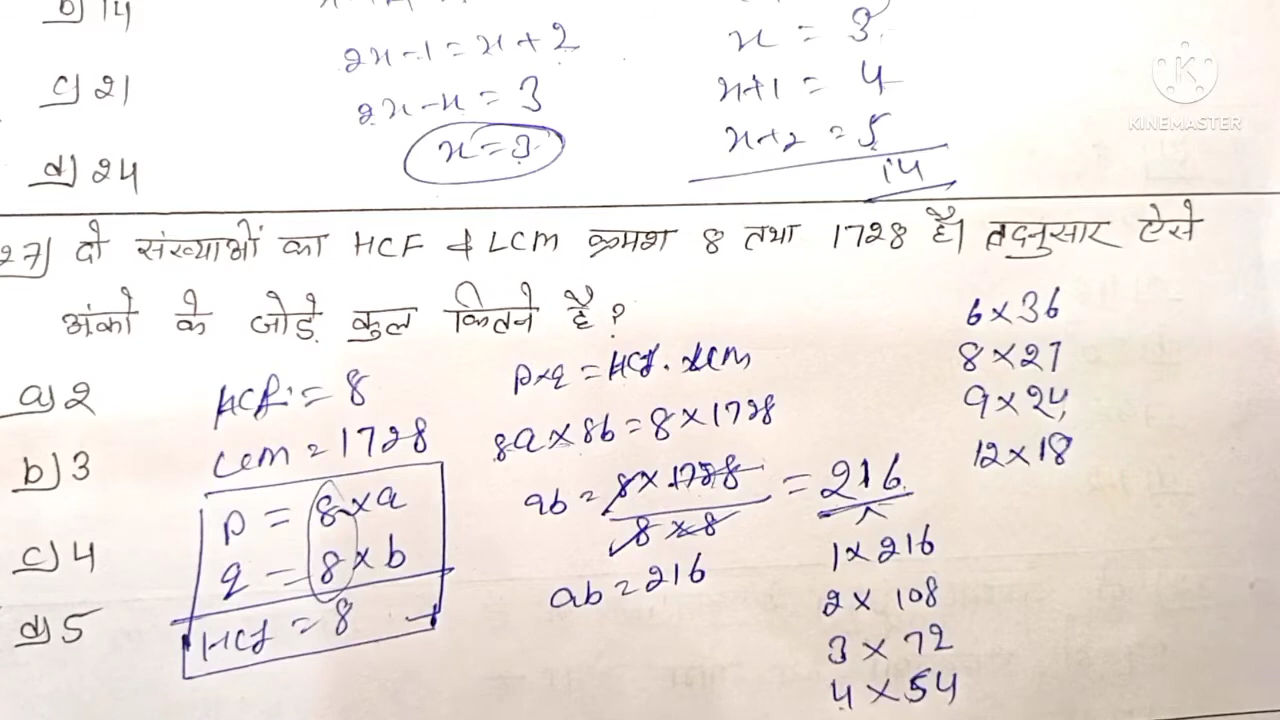 b) 14
2x-1 = x+2
x = 3
c) 21
2x-x = 3
x+1 = 4
KINEMASTER
x=3
x+2 = 5
d) 24
14
27) दो संख्याओं का HCF & LCM क्रमश 8 तथा 1728 है। तद्नुसार ऐसे
अंको के जोड़े कुल कितने है?
a) 2
HCF = 8
p×q = HCF. LCM
6×36
LCM = 1728
8a × 8b = 8×1728
8×27
b) 3
p = 8×a
ab = 8×1728 / 8×8 = 216
9×24
c) 4
q = 8×b
ab = 216
12×18
d) 5
HCF = 8
1×216
2×108
3×72
4×54